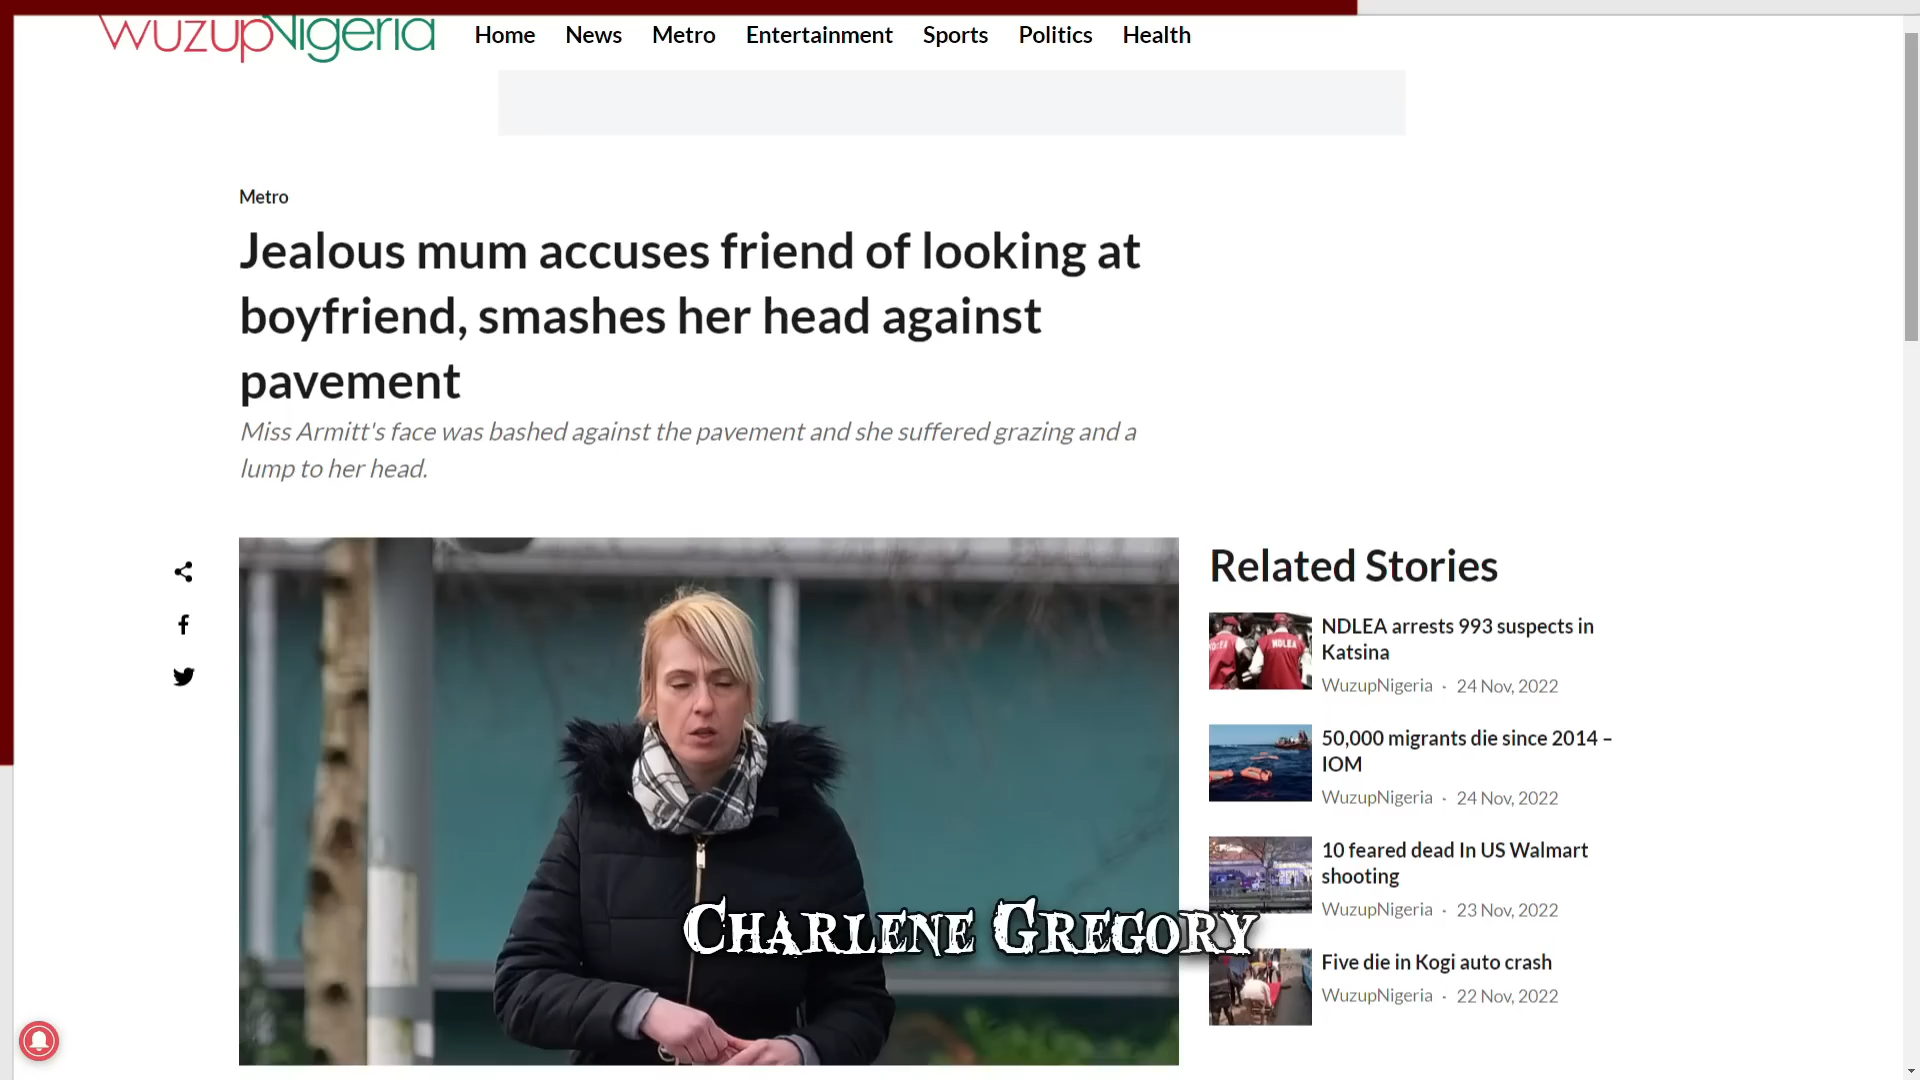 WuzupNigeria
Home News Metro Entertainment Sports Politics Health
Metro
Jealous mum accuses friend of looking at
boyfriend, smashes her head against
pavement
Miss Armitt's face was bashed against the pavement and she suffered grazing and a
lump to her head.
Related Stories
NDLEA arrests 993 suspects in
Katsina
WuzupNigeria · 24 Nov, 2022
50,000 migrants die since 2014 –
IOM
WuzupNigeria · 24 Nov, 2022
10 feared dead In US Walmart
shooting
WuzupNigeria · 23 Nov, 2022
Five die in Kogi auto crash
WuzupNigeria · 22 Nov, 2022
NDLEA
Charlene Gregory